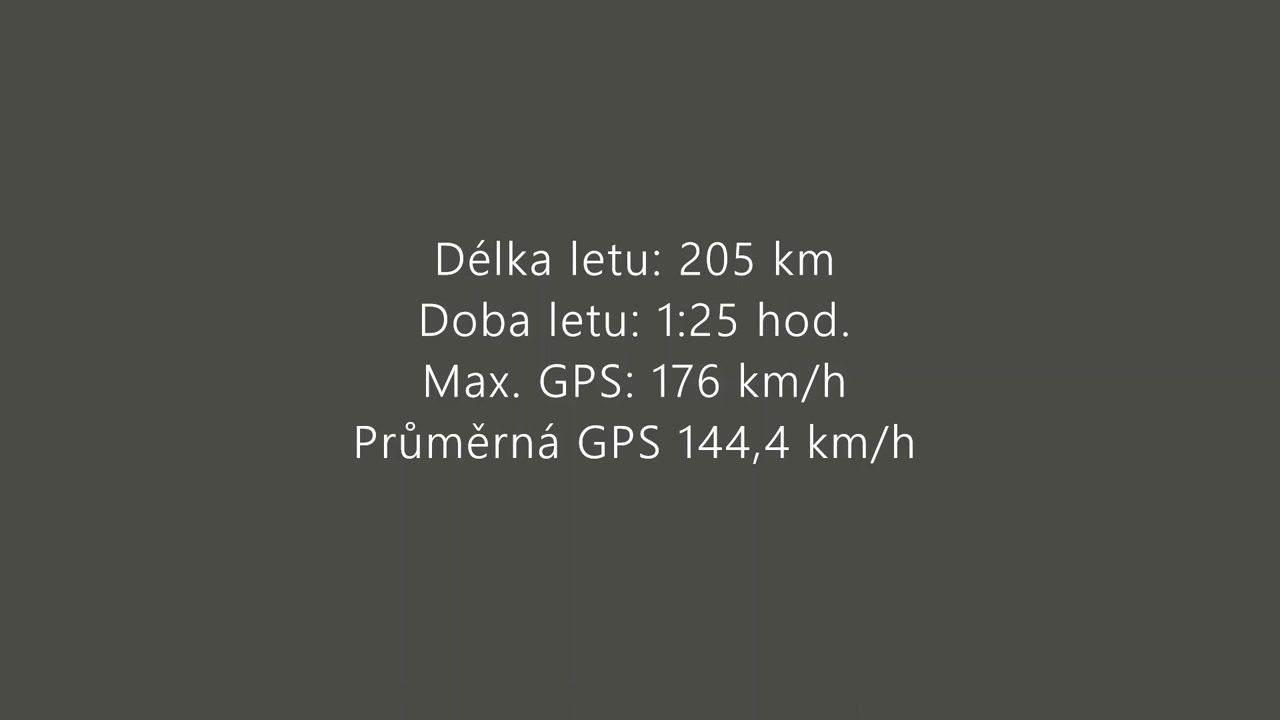 Délka letu: 205 km
Doba letu: 1:25 hod.
Max. GPS: 176 km/h
Průměrná GPS 144,4 km/h